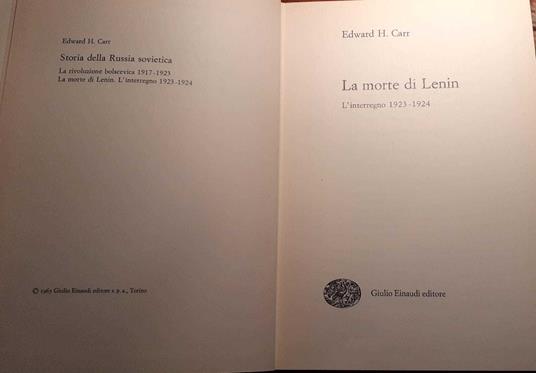 Edward H. Carr
Storia della Russia sovietica
La rivoluzione bolscevica 1917-1923
La morte di Lenin. L'interregno 1923-1924
© 1965 Giulio Einaudi editore s. p. a., Torino
Edward H. Carr
La morte di Lenin
L'interregno 1923-1924
Giulio Einaudi editore